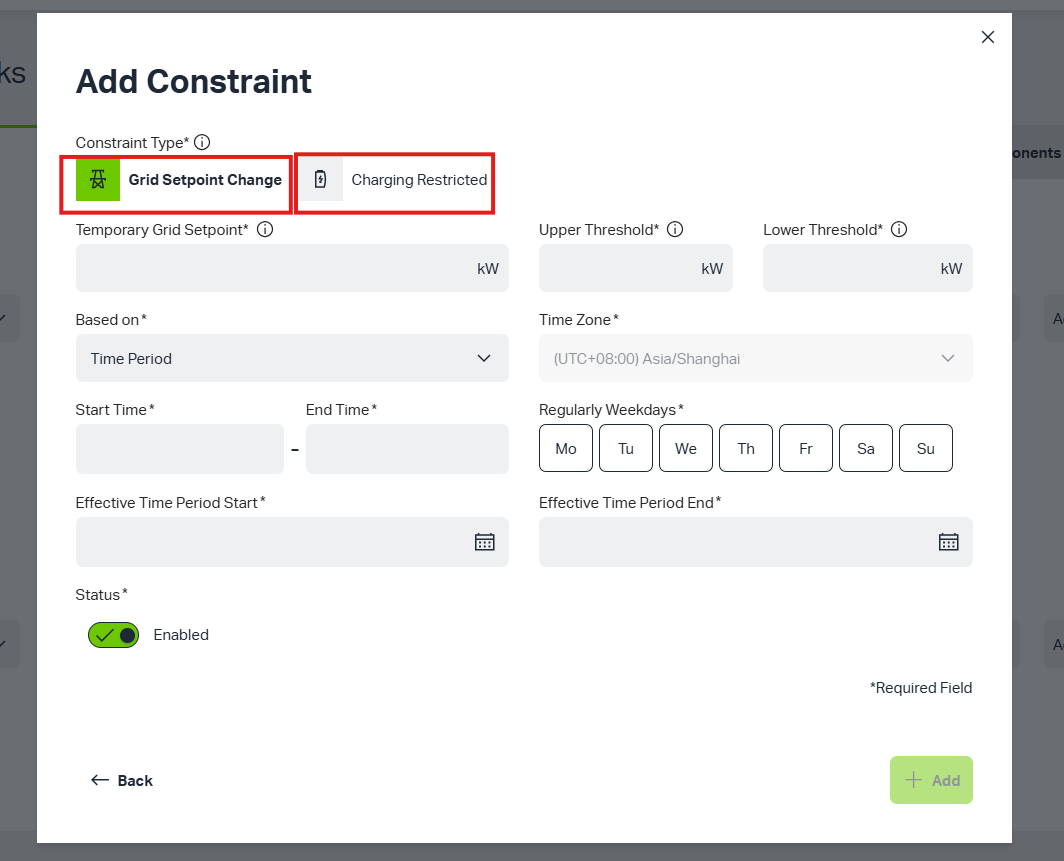 ks
Add Constraint
Constraint Type*
Grid Setpoint Change
Charging Restricted
onents
Temporary Grid Setpoint*
Upper Threshold*
Lower Threshold*
kW
kW
kW
Based on*
Time Zone*
Time Period
(UTC+08:00) Asia/Shanghai
Start Time*
End Time*
Regularly Weekdays*
–
Mo
Tu
We
Th
Fr
Sa
Su
Effective Time Period Start*
Effective Time Period End*
Status*
Enabled
*Required Field
Back
+ Add